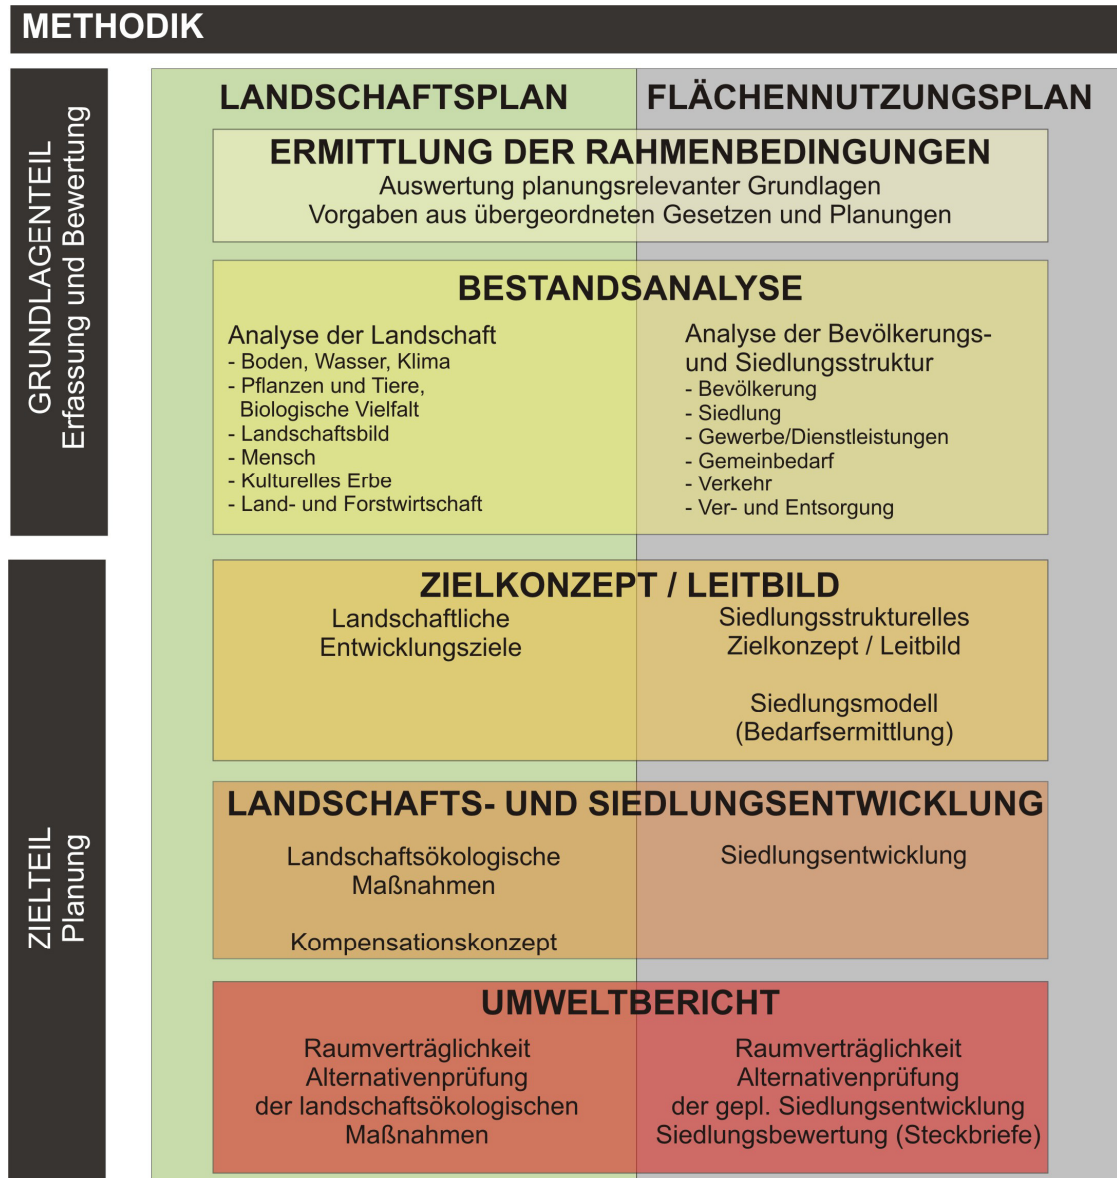 METHODIK
GRUNDLAGENTEIL
Erfassung und Bewertung
LANDSCHAFTSPLAN
FLÄCHENNUTZUNGSPLAN
ERMITTLUNG DER RAHMENBEDINGUNGEN
Auswertung planungsrelevanter Grundlagen
Vorgaben aus übergeordneten Gesetzen und Planungen
BESTANDSANALYSE
Analyse der Landschaft
- Boden, Wasser, Klima
- Pflanzen und Tiere,
Biologische Vielfalt
- Landschaftsbild
- Mensch
- Kulturelles Erbe
- Land- und Forstwirtschaft
Analyse der Bevölkerungs-
und Siedlungsstruktur
- Bevölkerung
- Siedlung
- Gewerbe/Dienstleistungen
- Gemeinbedarf
- Verkehr
- Ver- und Entsorgung
ZIELTEIL
Planung
ZIELKONZEPT / LEITBILD
Landschaftliche
Entwicklungsziele
Siedlungsstrukturelles
Zielkonzept / Leitbild
Siedlungsmodell
(Bedarfsermittlung)
LANDSCHAFTS- UND SIEDLUNGSENTWICKLUNG
Landschaftsökologische
Maßnahmen
Kompensationskonzept
Siedlungsentwicklung
UMWELTBERICHT
Raumverträglichkeit
Alternativenprüfung
der landschaftsökologischen
Maßnahmen
Raumverträglichkeit
Alternativenprüfung
der gepl. Siedlungsentwicklung
Siedlungsbewertung (Steckbriefe)